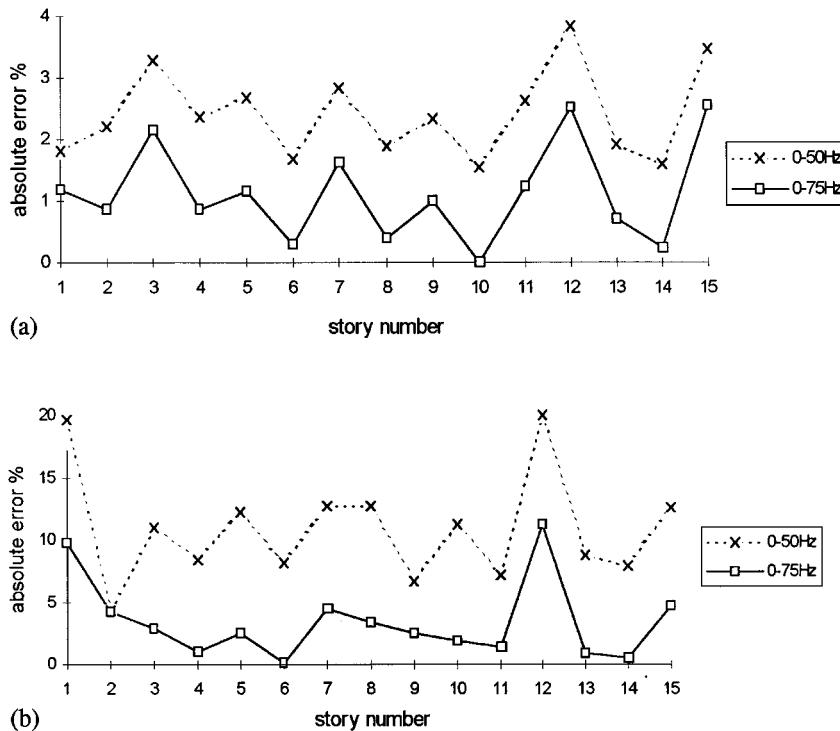 4
3
2
1
0
absolute error %
1 2 3 4 5 6 7 8 9 10 11 12 13 14 15
story number
0-50Hz
0-75Hz
(a)
20
15
10
5
0
absolute error %
1 2 3 4 5 6 7 8 9 10 11 12 13 14 15
story number
0-50Hz
0-75Hz
(b)